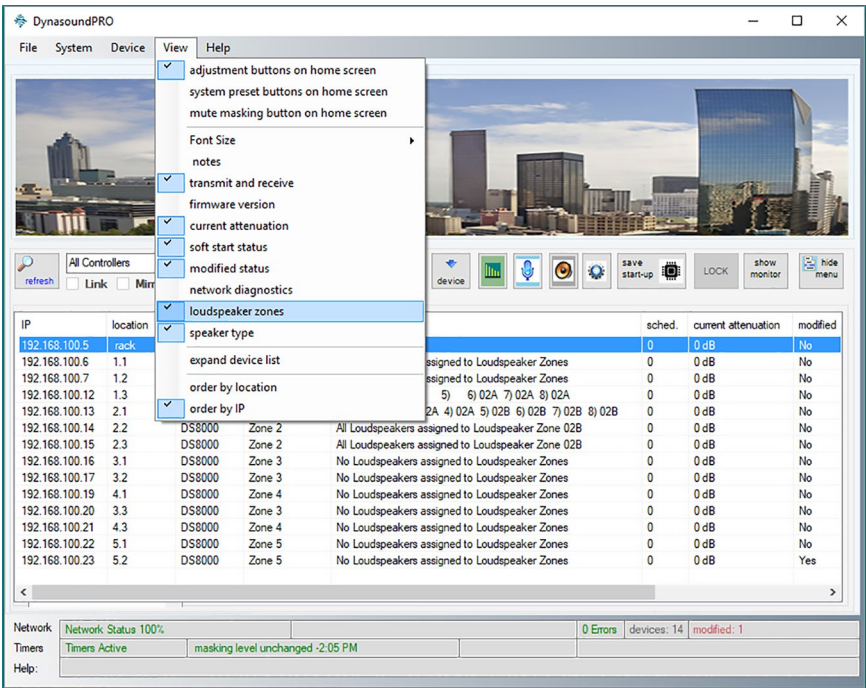 DynasoundPRO
File System Device View Help
adjustment buttons on home screen
system preset buttons on home screen
mute masking button on home screen
Font Size
notes
transmit and receive
firmware version
current attenuation
soft start status
modified status
network diagnostics
loudspeaker zones
speaker type
expand device list
order by location
order by IP
refresh
All Controllers
Link
device
save start-up
LOCK
show monitor
hide menu
IP location sched. current attenuation modified
192.168.100.5 rack 0 0 dB No
192.168.100.6 1.1 assigned to Loudspeaker Zones 0 0 dB No
192.168.100.7 1.2 assigned to Loudspeaker Zones 0 0 dB No
192.168.100.12 1.3 5) 6) 02A 7) 02A 8) 02A 0 0 dB No
192.168.100.13 2.1 4) 02A 5) 02B 6) 02B 7) 02B 8) 02B 0 0 dB No
192.168.100.14 2.2 DS8000 Zone 2 All Loudspeakers assigned to Loudspeaker Zone 02B 0 0 dB No
192.168.100.15 2.3 DS8000 Zone 2 All Loudspeakers assigned to Loudspeaker Zone 02B 0 0 dB No
192.168.100.16 3.1 DS8000 Zone 3 No Loudspeakers assigned to Loudspeaker Zones 0 0 dB No
192.168.100.17 3.2 DS8000 Zone 3 No Loudspeakers assigned to Loudspeaker Zones 0 0 dB No
192.168.100.19 4.1 DS8000 Zone 4 No Loudspeakers assigned to Loudspeaker Zones 0 0 dB No
192.168.100.20 3.3 DS8000 Zone 3 No Loudspeakers assigned to Loudspeaker Zones 0 0 dB No
192.168.100.21 4.3 DS8000 Zone 4 No Loudspeakers assigned to Loudspeaker Zones 0 0 dB No
192.168.100.22 5.1 DS8000 Zone 5 No Loudspeakers assigned to Loudspeaker Zones 0 0 dB No
192.168.100.23 5.2 DS8000 Zone 5 No Loudspeakers assigned to Loudspeaker Zones 0 0 dB Yes
Network Network Status 100% 0 Errors devices: 14 modified: 1
Timers Timers Active masking level unchanged -2:05 PM
Help: